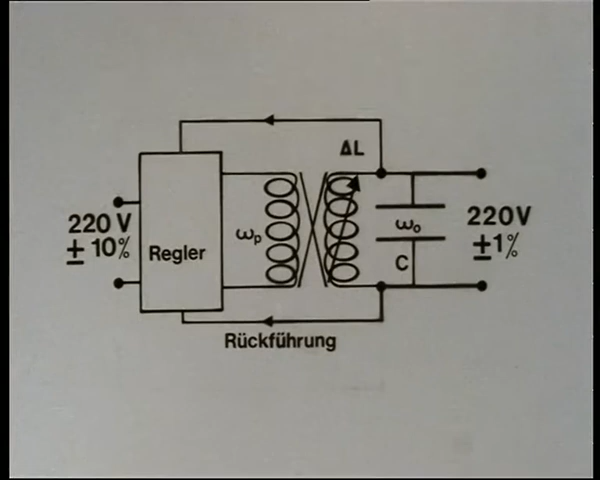 ΔL
220 V
± 10%
Regler
ωp
ωo
C
220V
±1%
Rückführung